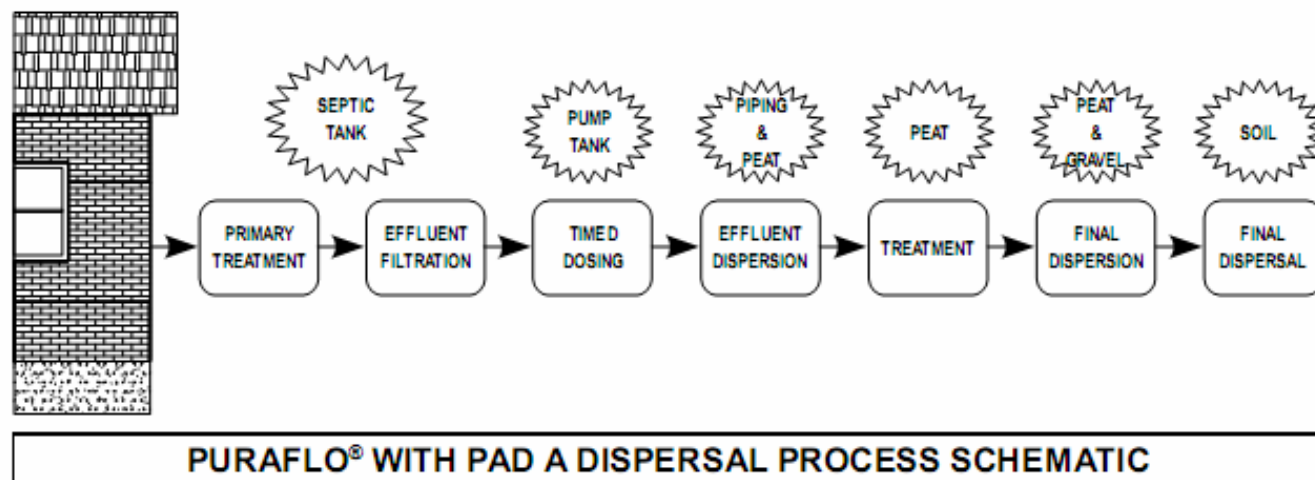 SEPTIC
TANK
PUMP
TANK
PIPING
&
PEAT
PEAT
PEAT
&
GRAVEL
SOIL
PRIMARY
TREATMENT
EFFLUENT
FILTRATION
TIMED
DOSING
EFFLUENT
DISPERSION
TREATMENT
FINAL
DISPERSION
FINAL
DISPERSAL
PURAFLO® WITH PAD A DISPERSAL PROCESS SCHEMATIC